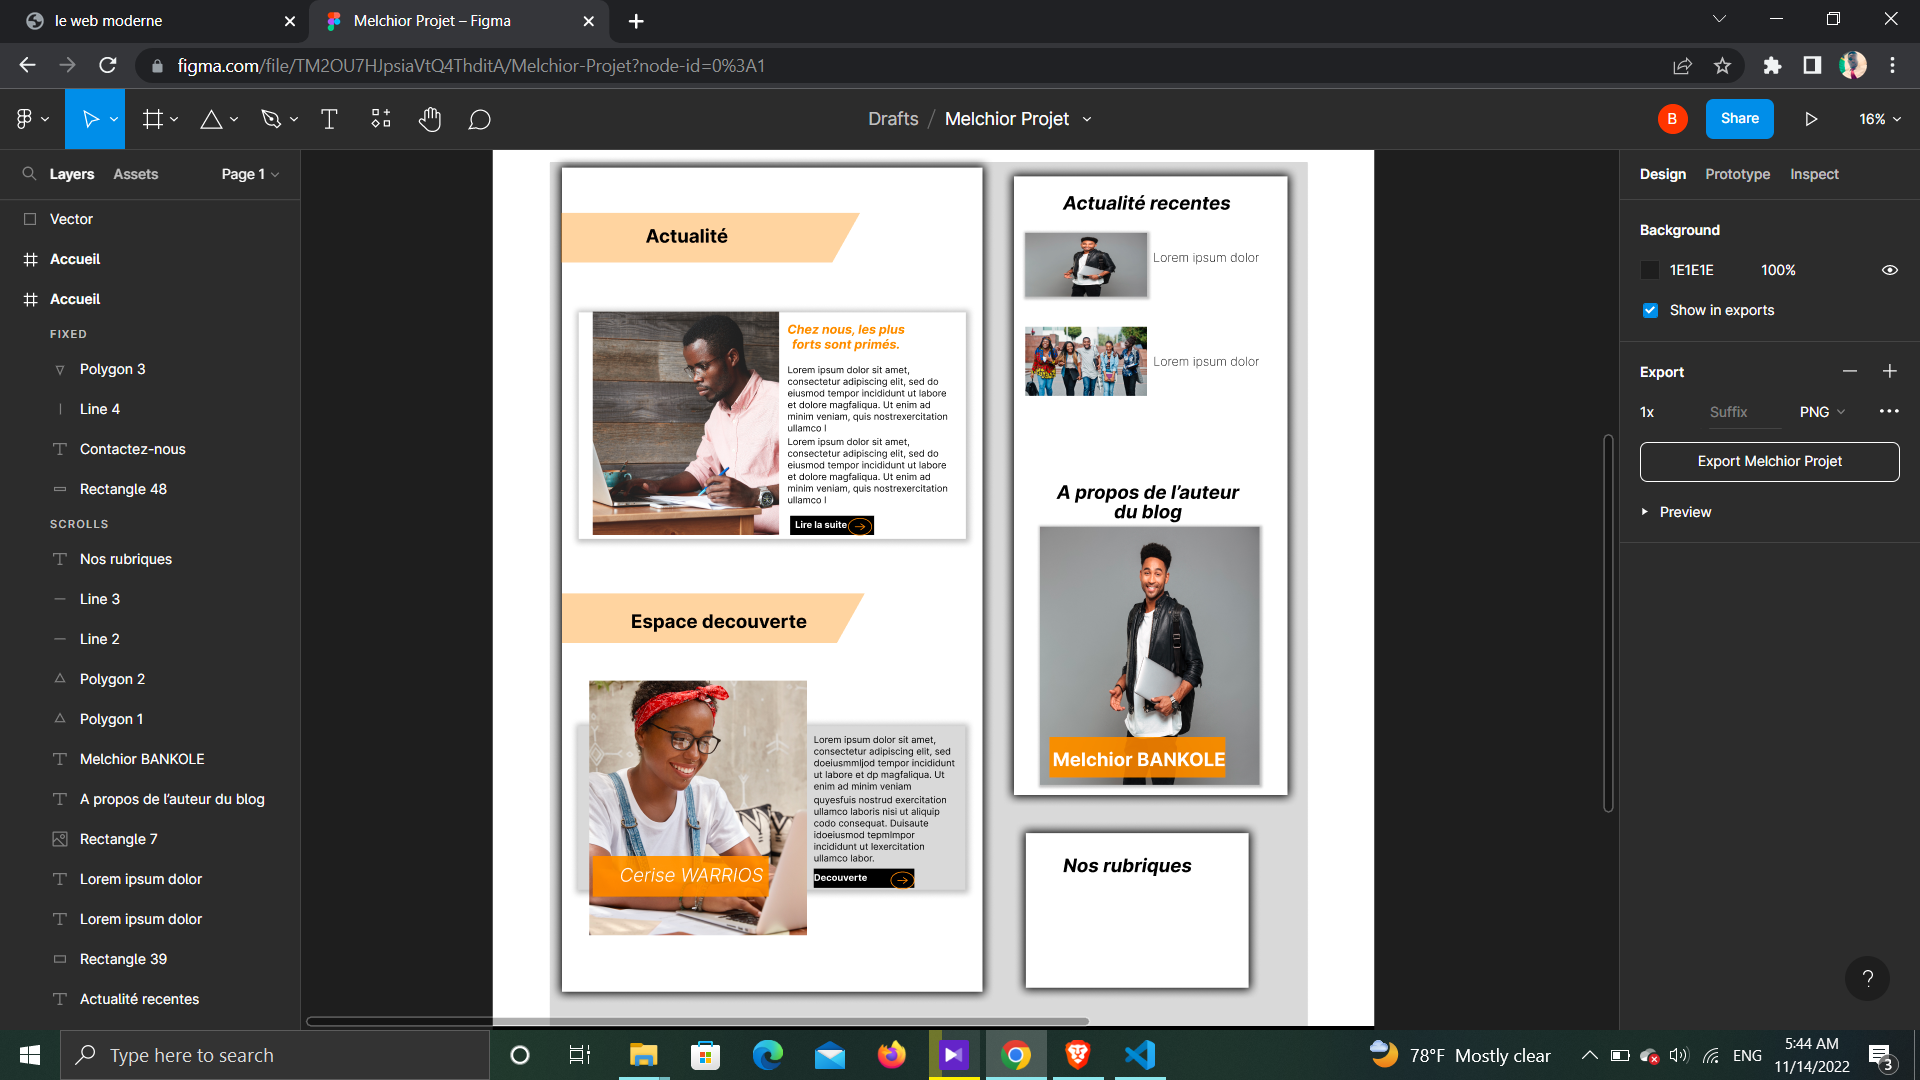 le web moderne
Melchior Projet – Figma
figma.com/file/TM2OU7HJpsiaVtQ4ThditA/Melchior-Projet?node-id=0%3A1
Drafts / Melchior Projet
B
Share
16%
Layers
Assets
Page 1
Vector
Accueil
Accueil
FIXED
Polygon 3
Line 4
Contactez-nous
Rectangle 48
SCROLLS
Nos rubriques
Line 3
Line 2
Polygon 2
Polygon 1
Melchior BANKOLE
A propos de l’auteur du blog
Rectangle 7
Lorem ipsum dolor
Lorem ipsum dolor
Rectangle 39
Actualité recentes
Actualité
Chez nous, les plus
forts sont primés.
Lorem ipsum dolor sit amet,
consectetur adipiscing elit, sed do
eiusmod tempor incididunt ut labore
et dolore magfaliqua. Ut enim ad
minim veniam, quis nostrexercitation
ullamco l
Lorem ipsum dolor sit amet,
consectetur adipiscing elit, sed do
eiusmod tempor incididunt ut labore
et dolore magfaliqua. Ut enim ad
minim veniam, quis nostrexercitation
ullamco l
Lire la suite
Espace decouverte
Lorem ipsum dolor sit amet,
consectetur adipiscing elit, sed
doeiusmmljod tempor incididunt
ut labore et dp magfaliqua. Ut
enim ad minim veniam
quyesfuis nostrud exercitation
ullamco laboris nisi ut aliquip
codo consequat. Duisaute
idoeiusmod tepmlmpor
incididunt ut lexercitation
ullamco labor.
Cerise WARRIOS
Decouverte
Actualité recentes
Lorem ipsum dolor
Lorem ipsum dolor
A propos de l’auteur
du blog
Melchior BANKOLE
Nos rubriques
Design
Prototype
Inspect
Background
1E1E1E
100%
Show in exports
Export
1x
Suffix
PNG
Export Melchior Projet
Preview
?
Type here to search
78°F Mostly clear
ENG
5:44 AM
11/14/2022
3